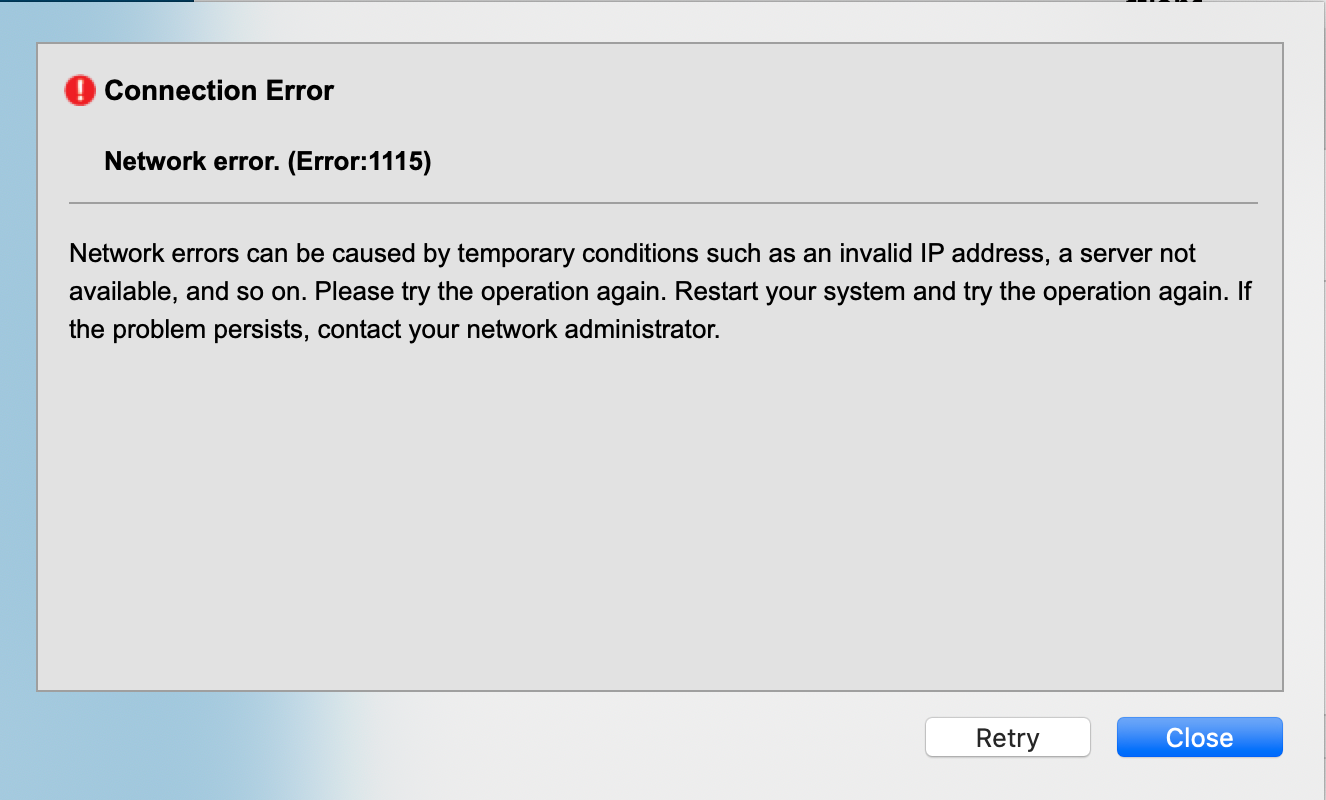 Connection Error
Network error. (Error:1115)
Network errors can be caused by temporary conditions such as an invalid IP address, a server not
available, and so on. Please try the operation again. Restart your system and try the operation again. If
the problem persists, contact your network administrator.
Retry
Close